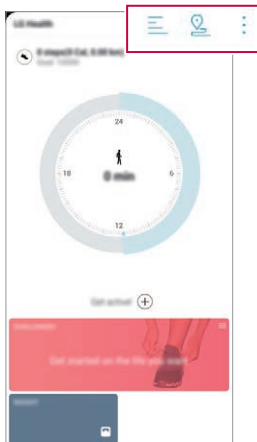 LG Health
0 steps(0 Cal, 0.00 km)
24
18
0 min
6
12
Get active!
Get started on the life you want